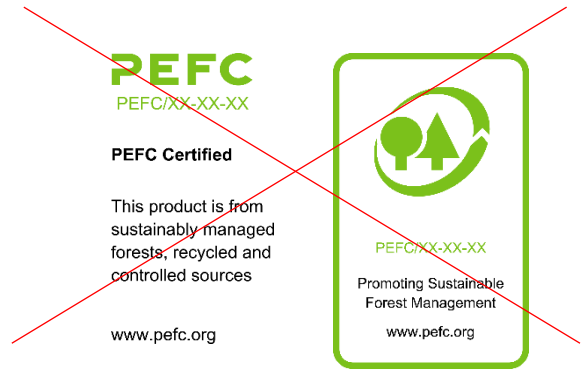 PEFC
PEFC/XX-XX-XX
PEFC Certified
This product is from
sustainably managed
forests, recycled and
controlled sources
www.pefc.org
PEFC/XX-XX-XX
Promoting Sustainable
Forest Management
www.pefc.org